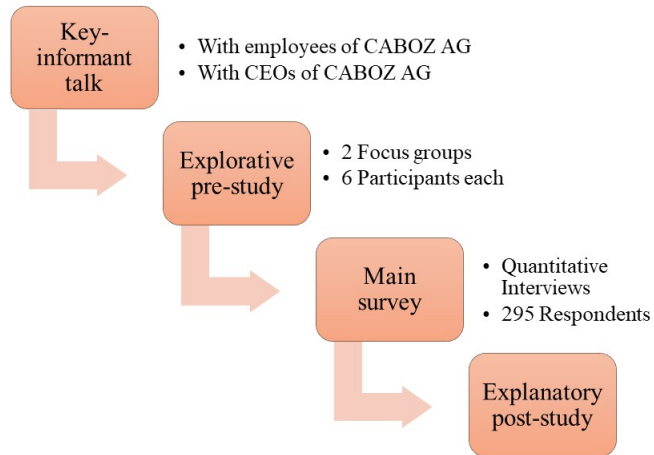 Key-
informant
talk
• With employees of CABOZ AG
• With CEOs of CABOZ AG
Explorative
pre-study
• 2 Focus groups
• 6 Participants each
Main
survey
• Quantitative
Interviews
• 295 Respondents
Explanatory
post-study